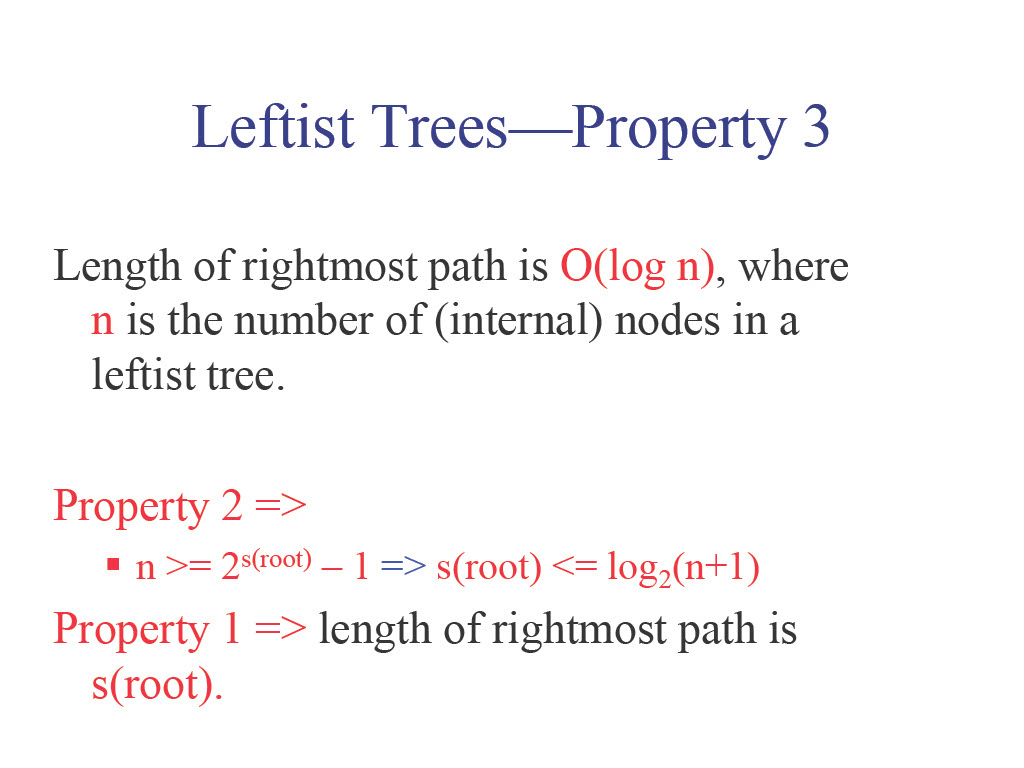 Leftist Trees—Property 3
Length of rightmost path is O(log n), where
n is the number of (internal) nodes in a
leftist tree.
Property 2 =>
▪ n >= 2^s(root) – 1 => s(root) <= log₂(n+1)
Property 1 => length of rightmost path is
s(root).